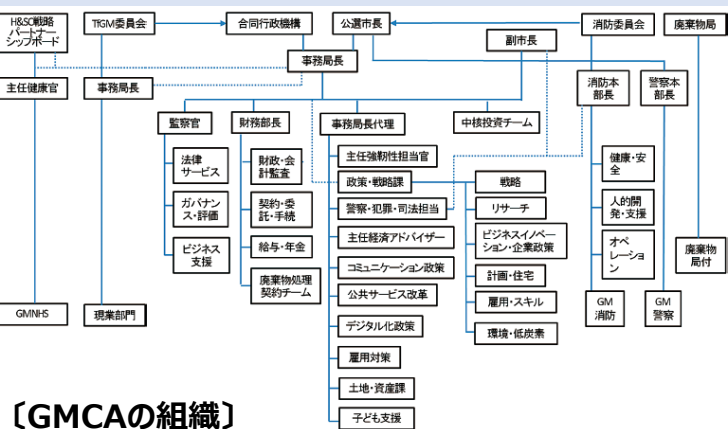 H&SC戦略
パートナー
シップボード
TfGM委員会
合同行政機構
公選市長
副市長
消防委員会
廃棄物局
事務局長
主任健康官
事務局長
消防本
部長
警察本
部長
監察官
財務部長
事務局長代理
中核投資チーム
法律
サービス
ガバナン
ス・評価
ビジネス
支援
財政・会
計監査
契約・委
託・手続
給与・年金
廃棄物処理
契約チーム
主任強靭性担当官
政策・戦略課
警察・犯罪・司法担当
主任経済アドバイザー
コミュニケーション政策
公共サービス改革
デジタル化政策
雇用対策
土地・資産課
子ども支援
戦略
リサーチ
ビジネスイノベー
ション・企業政策
計画・住宅
雇用・スキル
環境・低炭素
健康・安
全
人的開
発・支援
オペ
レーショ
ン
廃棄物
局付
GMNHS
現業部門
GM
消防
GM
警察
〔GMCAの組織〕